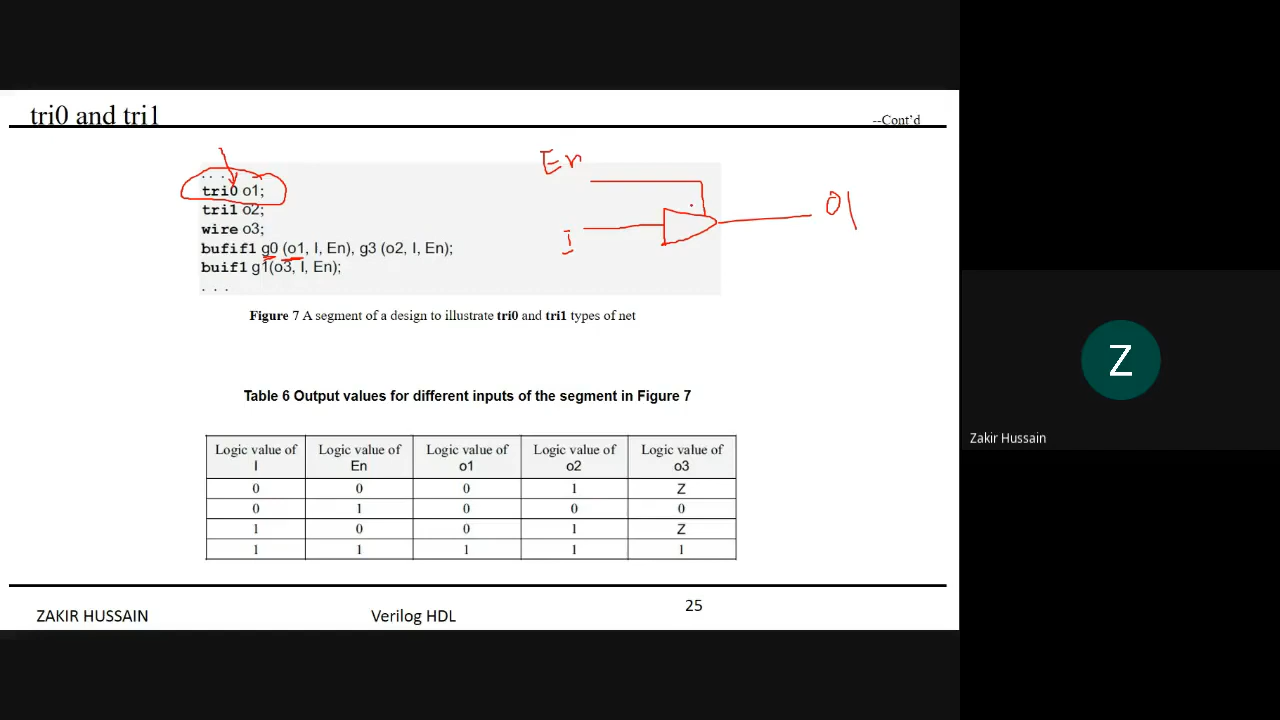 tri0 and tri1
--Cont'd
. . .
tri0 o1;
tri1 o2;
wire o3;
bufif1 g0 (o1, I, En), g3 (o2, I, En);
buif1 g1(o3, I, En);
. . .
En
I
01
Figure 7 A segment of a design to illustrate tri0 and tri1 types of net
Table 6 Output values for different inputs of the segment in Figure 7
Logic value of I Logic value of En Logic value of o1 Logic value of o2 Logic value of o3
0 0 0 1 Z
0 1 0 0 0
1 0 0 1 Z
1 1 1 1 1
ZAKIR HUSSAIN Verilog HDL 25
Z
Zakir Hussain